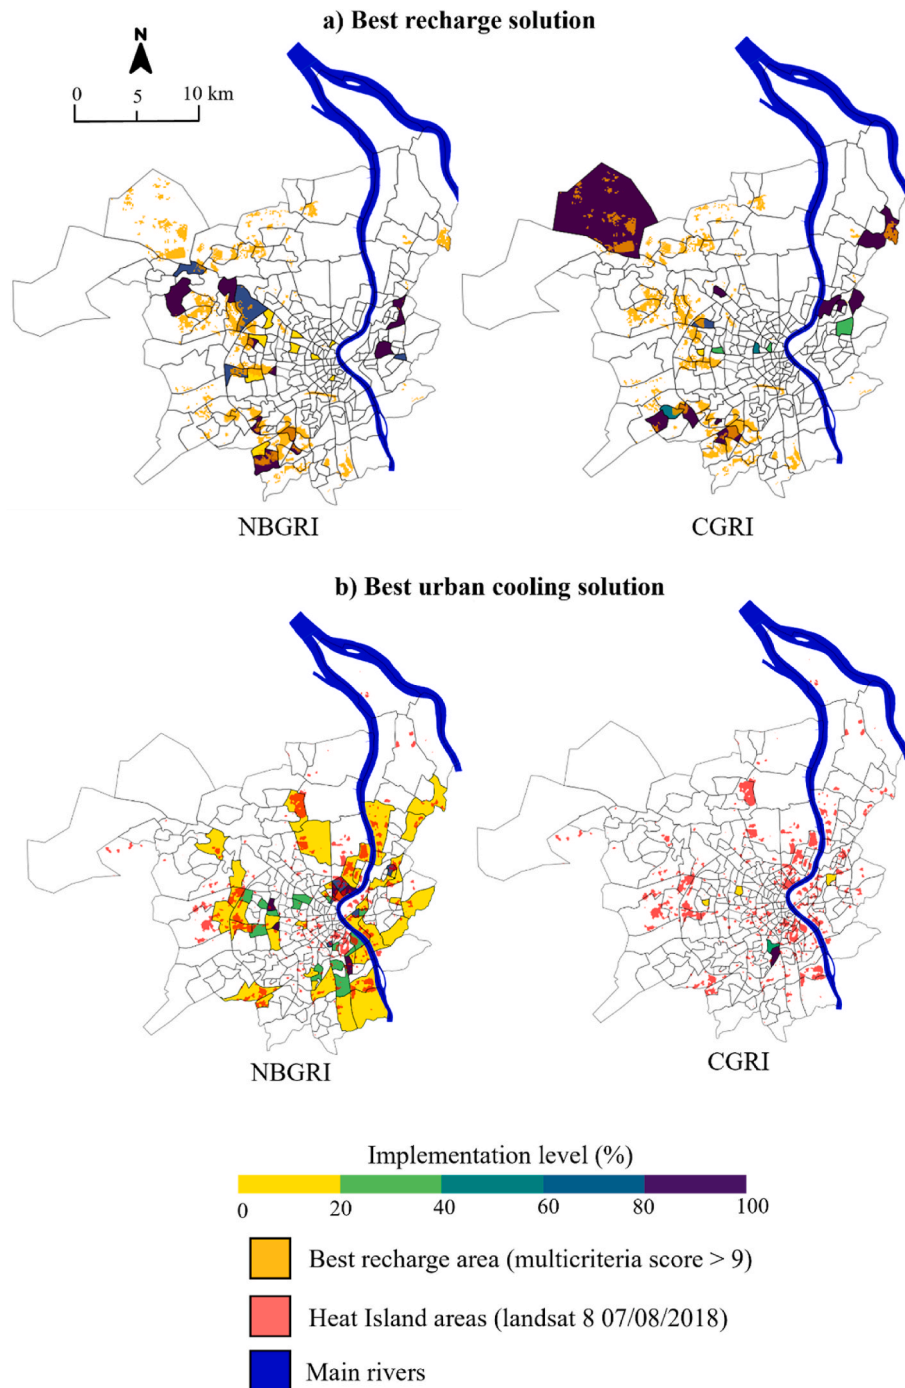 a) Best recharge solution
N
0 5 10 km
NBGRI CGRI
b) Best urban cooling solution
NBGRI CGRI
Implementation level (%)
0 20 40 60 80 100
Best recharge area (multicriteria score > 9)
Heat Island areas (landsat 8 07/08/2018)
Main rivers